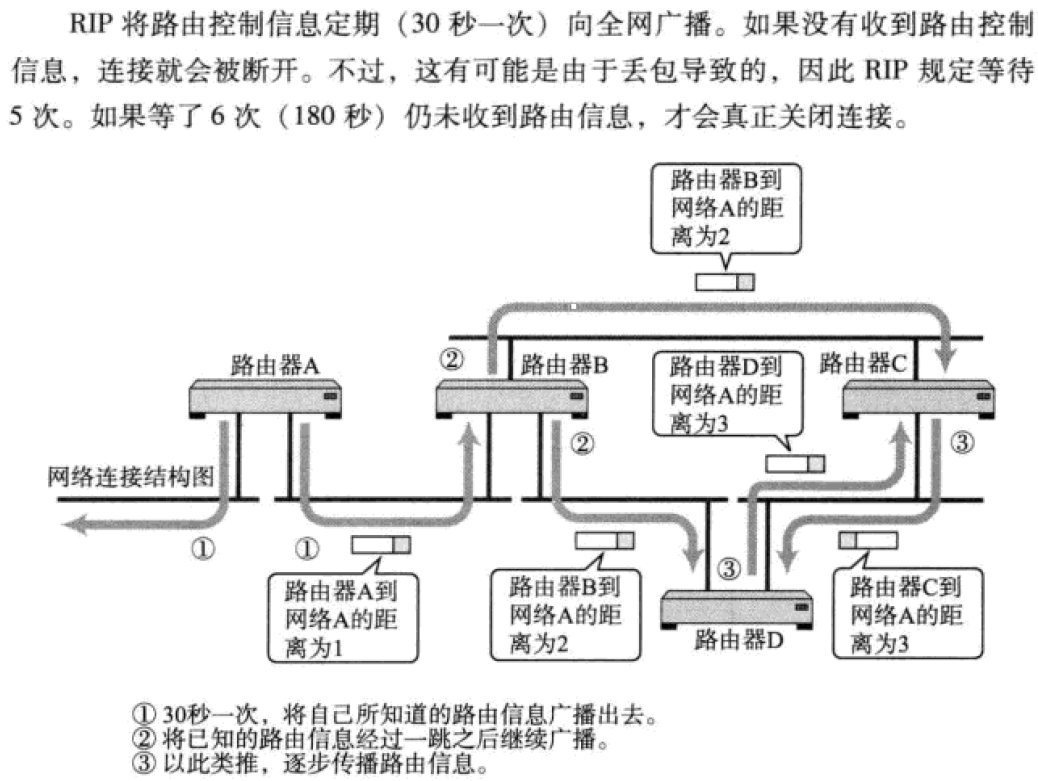 RIP 将路由控制信息定期（30 秒一次）向全网广播。如果没有收到路由控制
信息，连接就会被断开。不过，这有可能是由于丢包导致的，因此 RIP 规定等待
5 次。如果等了 6 次（180 秒）仍未收到路由信息，才会真正关闭连接。
路由器B到
网络A的距
离为2
路由器A
②
路由器B
路由器D到
网络A的距
离为3
路由器C
②
③
网络连接结构图
①
①
③
路由器A到
网络A的距
离为1
路由器B到
网络A的距
离为2
路由器D
路由器C到
网络A的距
离为3
① 30秒一次，将自己所知道的路由信息广播出去。
② 将已知的路由信息经过一跳之后继续广播。
③ 以此类推，逐步传播路由信息。